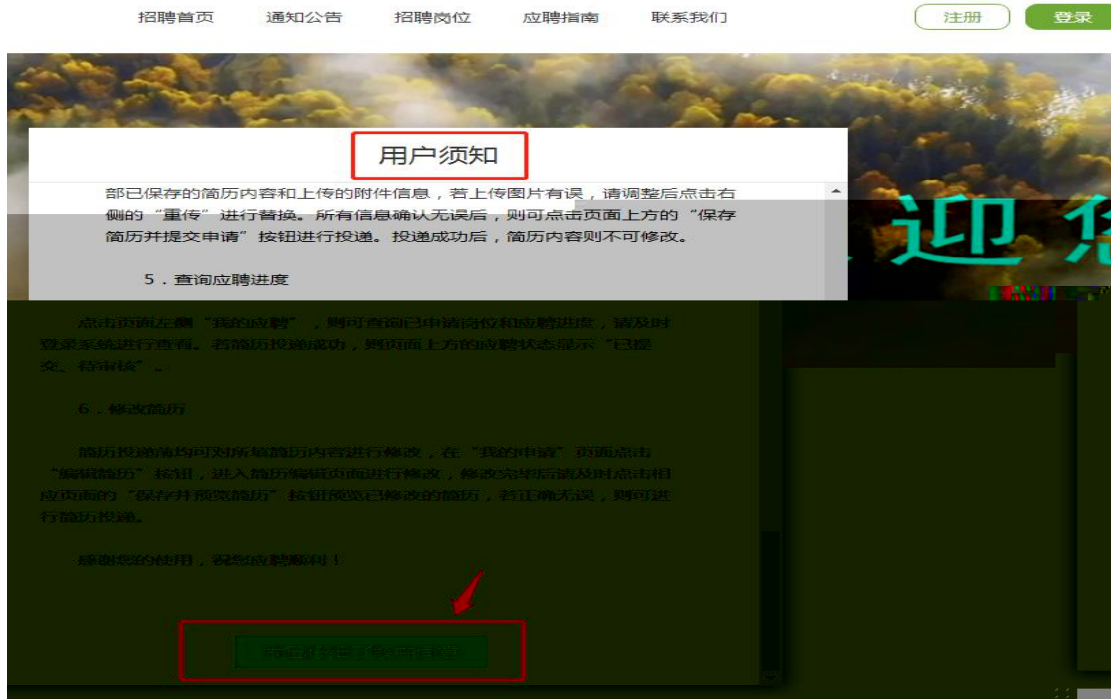 招聘首页 通知公告 招聘岗位 应聘指南 联系我们 注册 登录
用户须知
部已保存的简历内容和上传的附件信息，若上传图片有误，请调整后点击右
侧的“重传”进行替换。所有信息确认无误后，则可点击页面上方的“保存
简历并提交申请”按钮进行投递。投递成功后，简历内容则不可修改。
迎 您
5．查询应聘进度
点击页面左侧“我的应聘”，则可查询已申请岗位和应聘进度，请及时
登录系统进行查看。若简历投递成功，则页面上方的应聘状态显示“已提
交、待审核”。
6．修改简历
简历投递前均可对所填简历内容进行修改，在“我的申请”页面点击
“编辑简历”按钮，进入简历编辑页面进行修改，修改完毕后请及时点击相
应页面的“保存并预览简历”按钮预览已修改的简历，若正确无误，则可进
行简历投递。
感谢您的使用，祝您应聘顺利！